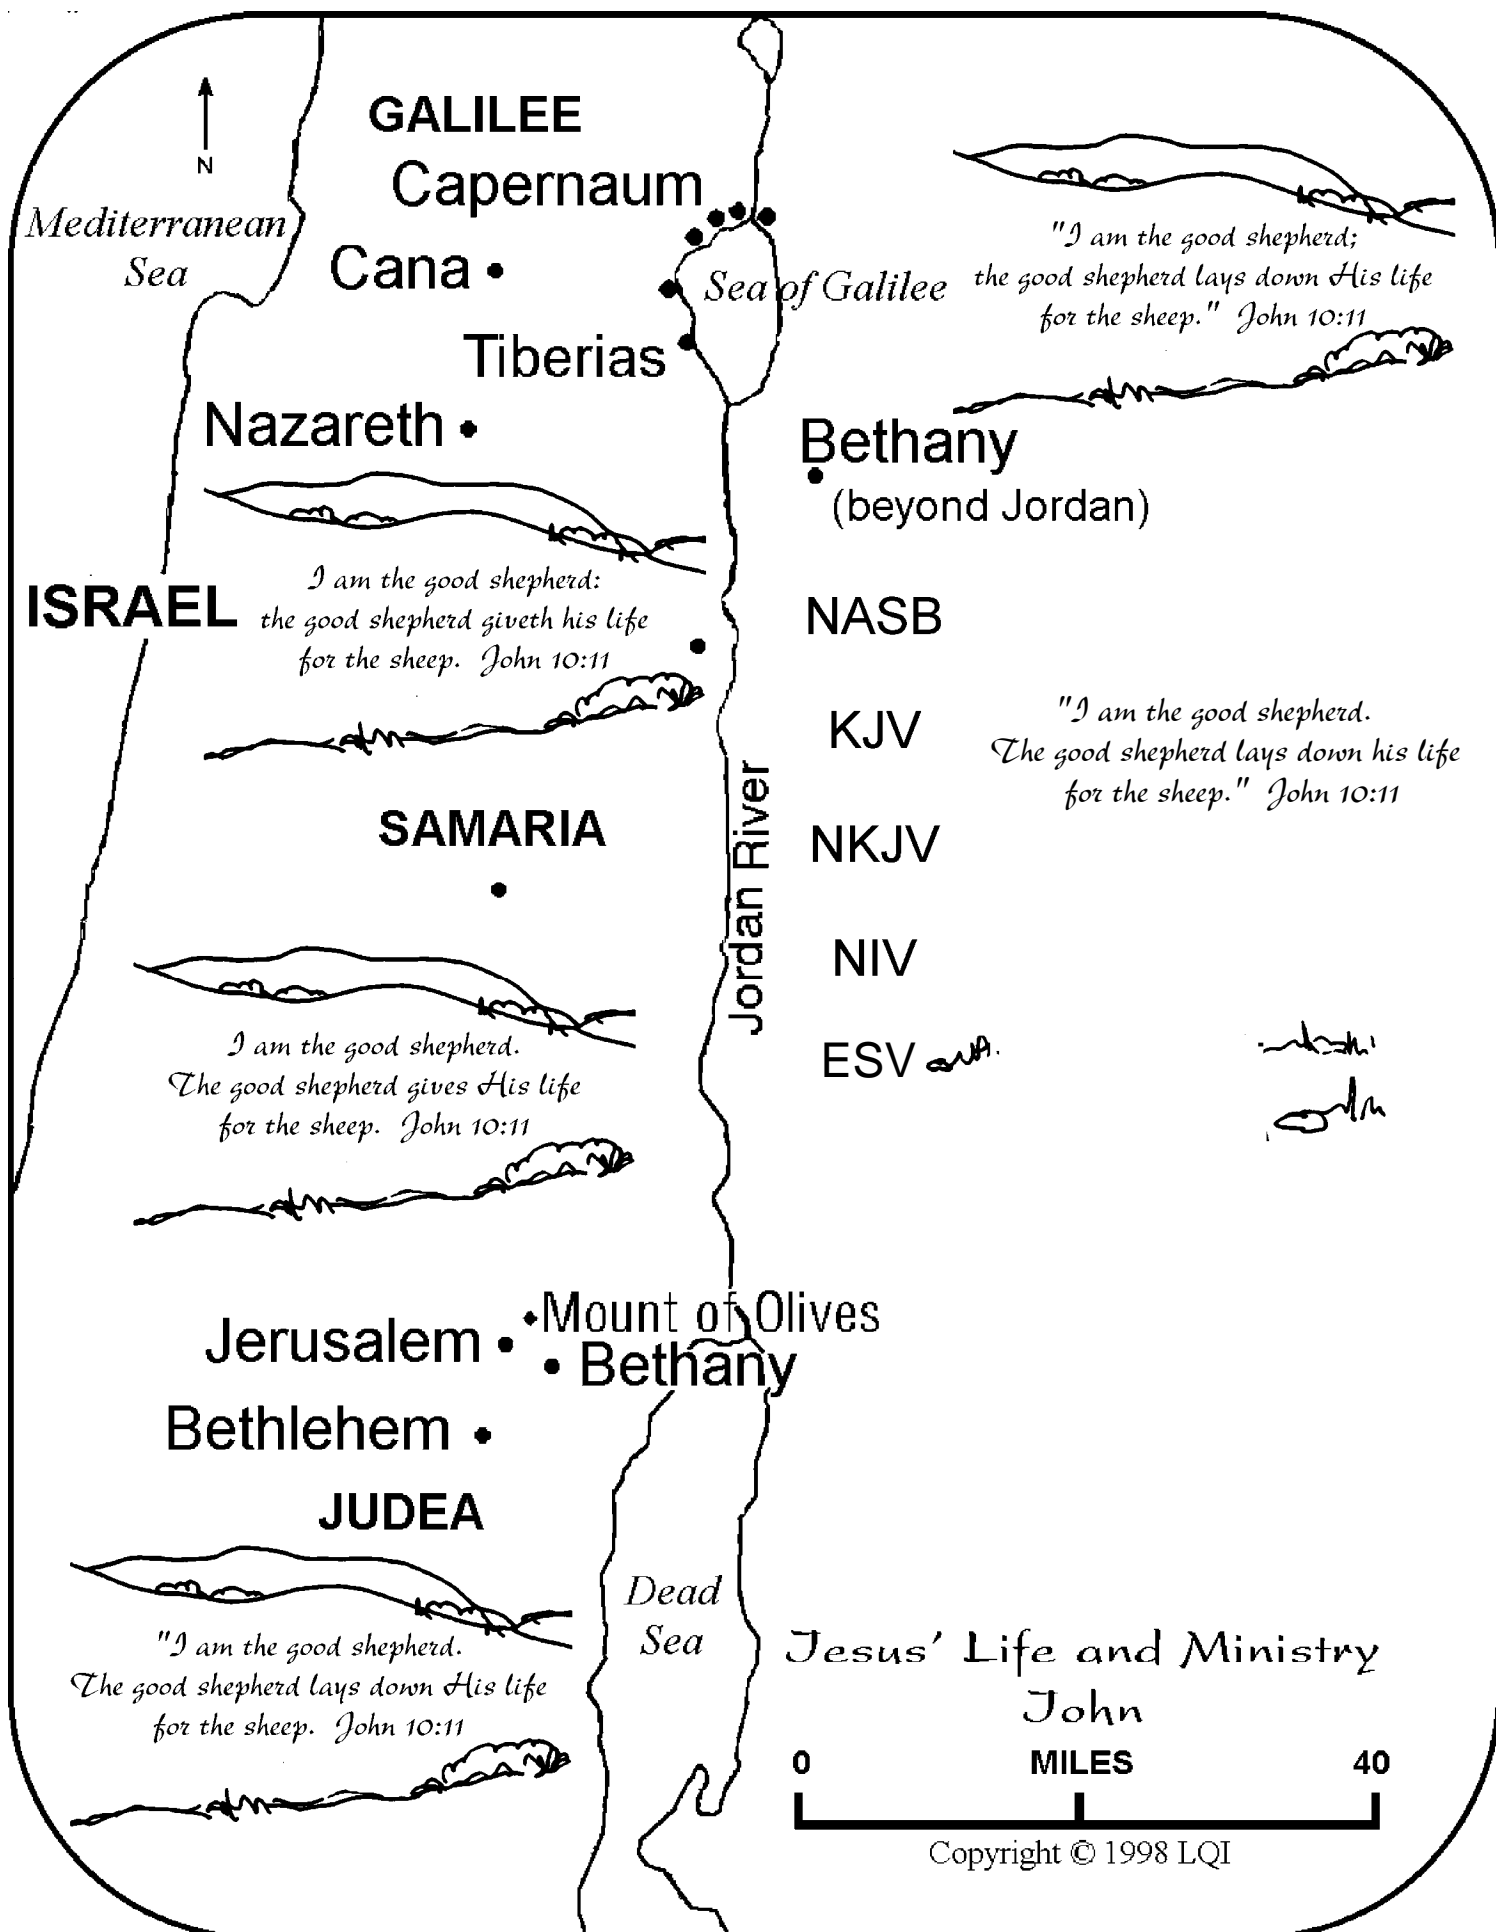 GALILEE
N
Capernaum
Mediterranean
Sea
Cana
Sea of Galilee
"I am the good shepherd;
the good shepherd lays down His life
for the sheep." John 10:11
Tiberias
Nazareth
Bethany
(beyond Jordan)
ISRAEL
I am the good shepherd:
the good shepherd giveth his life
for the sheep. John 10:11
NASB
KJV
"I am the good shepherd.
The good shepherd lays down his life
for the sheep." John 10:11
SAMARIA
Jordan River
NKJV
NIV
ESV
I am the good shepherd.
The good shepherd gives His life
for the sheep. John 10:11
Mount of Olives
Jerusalem
Bethany
Bethlehem
JUDEA
Dead
Sea
"I am the good shepherd.
The good shepherd lays down His life
for the sheep. John 10:11
Jesus' Life and Ministry
John
0 MILES 40
Copyright © 1998 LQI